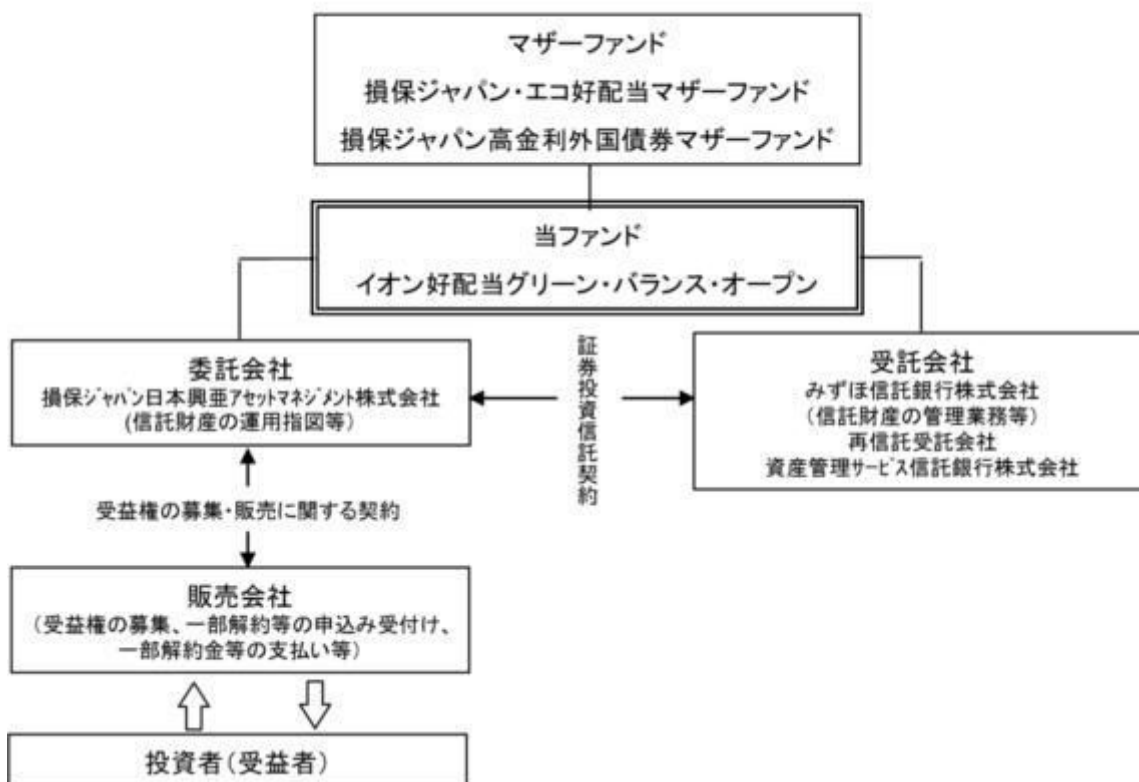 マザーファンド
損保ジャパン・エコ好配当マザーファンド
損保ジャパン高金利外国債券マザーファンド
当ファンド
イオン好配当グリーン・バランス・オープン
委託会社
損保ｼﾞｬﾊﾟﾝ日本興亜アセットマネｼﾞﾒﾝﾄ株式会社
(信託財産の運用指図等)
証券投資信託契約
受託会社
みずほ信託銀行株式会社
(信託財産の管理業務等)
再信託受託会社
資産管理サービス信託銀行株式会社
受益権の募集・販売に関する契約
販売会社
(受益権の募集、一部解約等の申込み受付け、
一部解約金等の支払い等)
投資者(受益者)